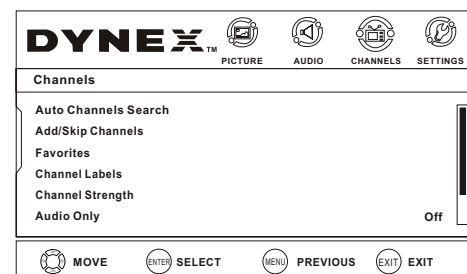 DYNEX TM
PICTURE AUDIO CHANNELS SETTINGS
Channels
Auto Channels Search
Add/Skip Channels
Favorites
Channel Labels
Channel Strength
Audio Only Off
MOVE ENTER SELECT MENU PREVIOUS EXIT EXIT